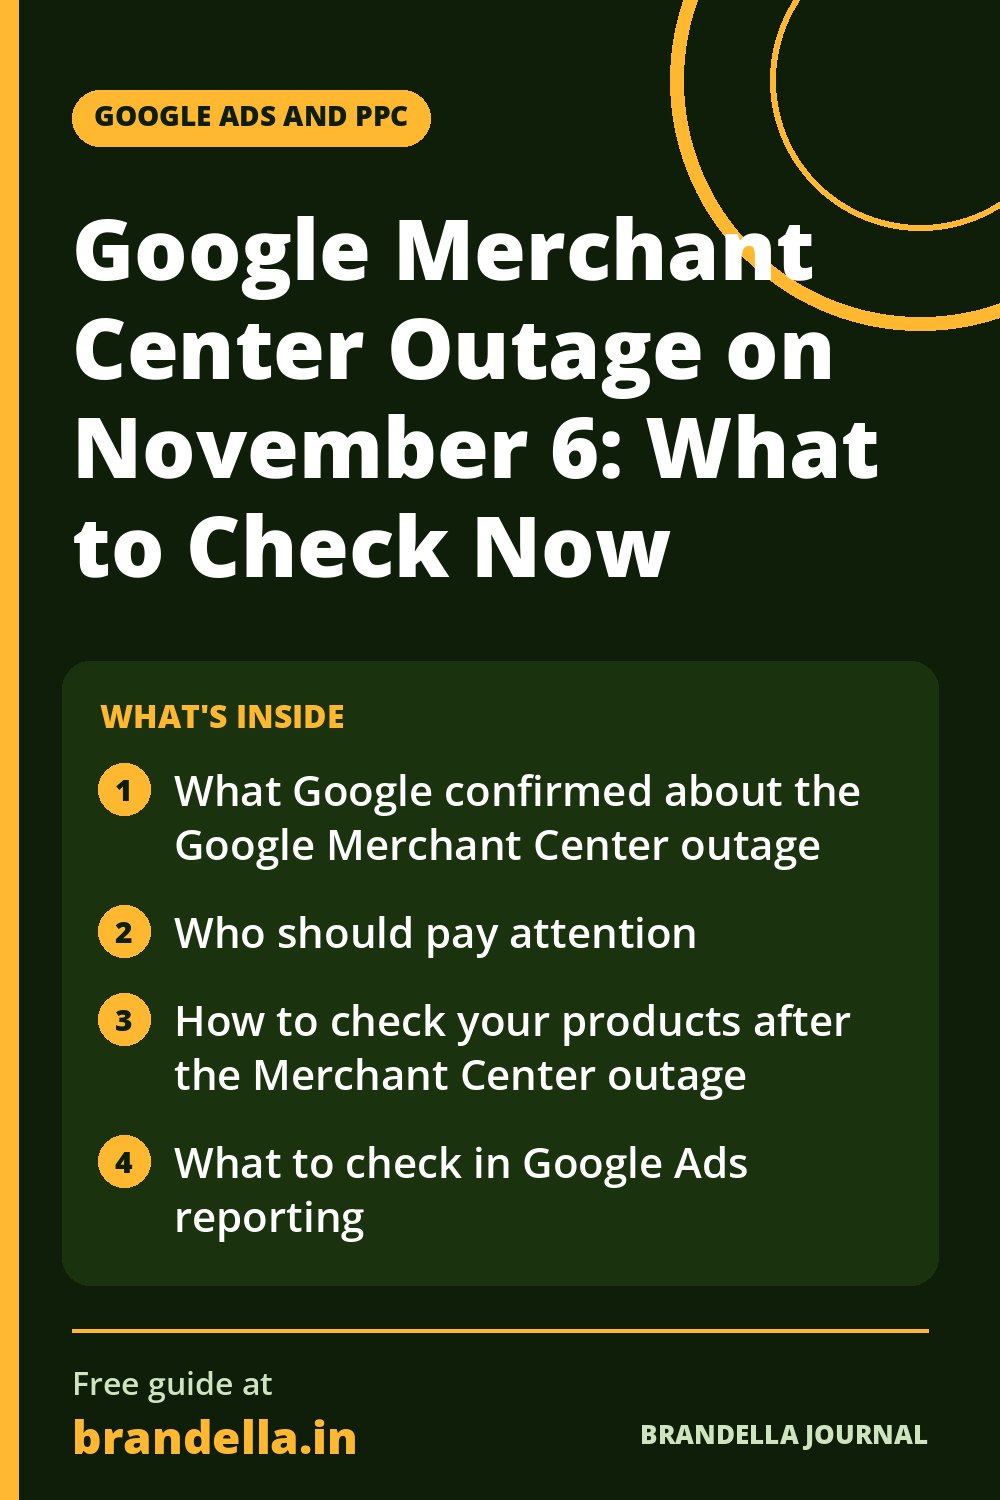 GOOGLE ADS AND PPC
Google Merchant
Center Outage on
November 6: What
to Check Now
WHAT'S INSIDE
1 What Google confirmed about the
Google Merchant Center outage
2 Who should pay attention
3 How to check your products after
the Merchant Center outage
4 What to check in Google Ads
reporting
Free guide at
brandella.in
BRANDELLA JOURNAL